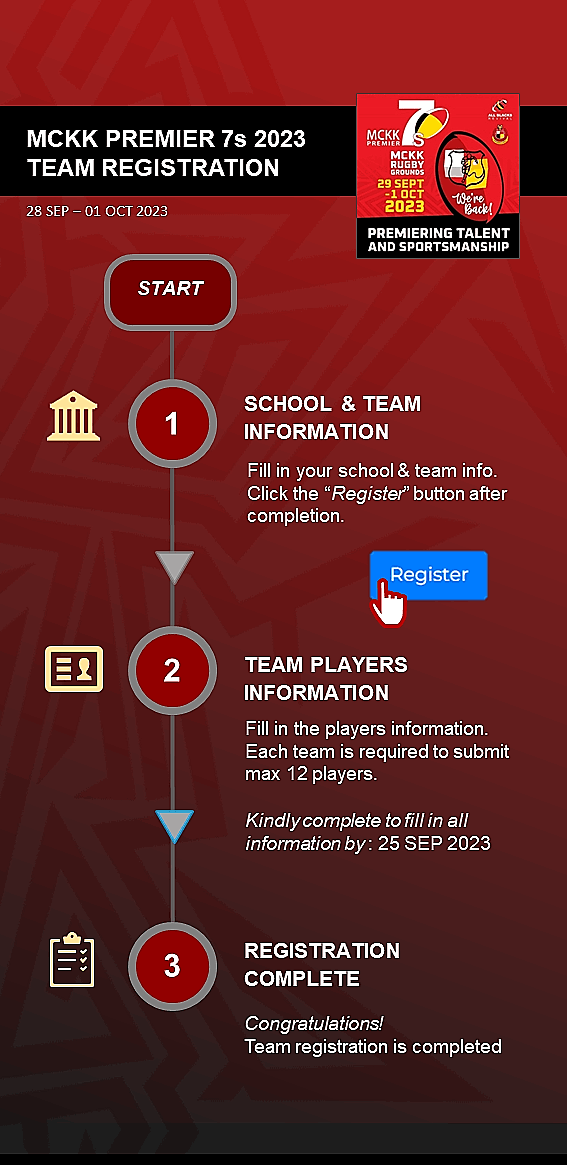 MCKK PREMIER 7s 2023
TEAM REGISTRATION
28 SEP – 01 OCT 2023
7s
MCKK
PREMIER
MCKK
RUGBY
GROUNDS
29 SEPT
-1 OCT
2023
We're
Back!
PREMIERING TALENT
AND SPORTSMANSHIP
START
1
SCHOOL & TEAM
INFORMATION
Fill in your school & team info.
Click the “Register” button after
completion.
Register
2
TEAM PLAYERS
INFORMATION
Fill in the players information.
Each team is required to submit
max 12 players.
Kindly complete to fill in all
information by : 25 SEP 2023
3
REGISTRATION
COMPLETE
Congratulations!
Team registration is completed